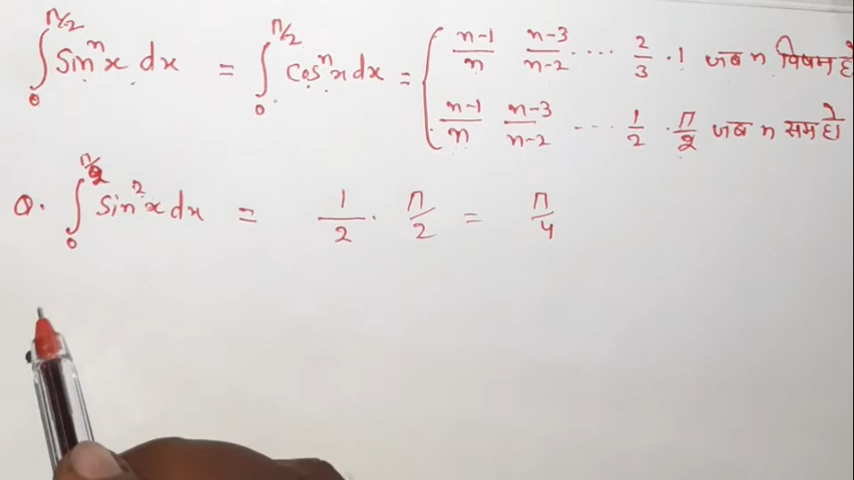 ∫₀^(π/2) Sinⁿx dx = ∫₀^(π/2) Cosⁿx dx = { (n-1)/n (n-3)/(n-2) ···· 2/3 · 1 जब n विषम है
(n-1)/n (n-3)/(n-2) ···· 1/2 · π/2 जब n सम है
Q. ∫₀^(π/2) Sin²x dx = 1/2 · π/2 = π/4